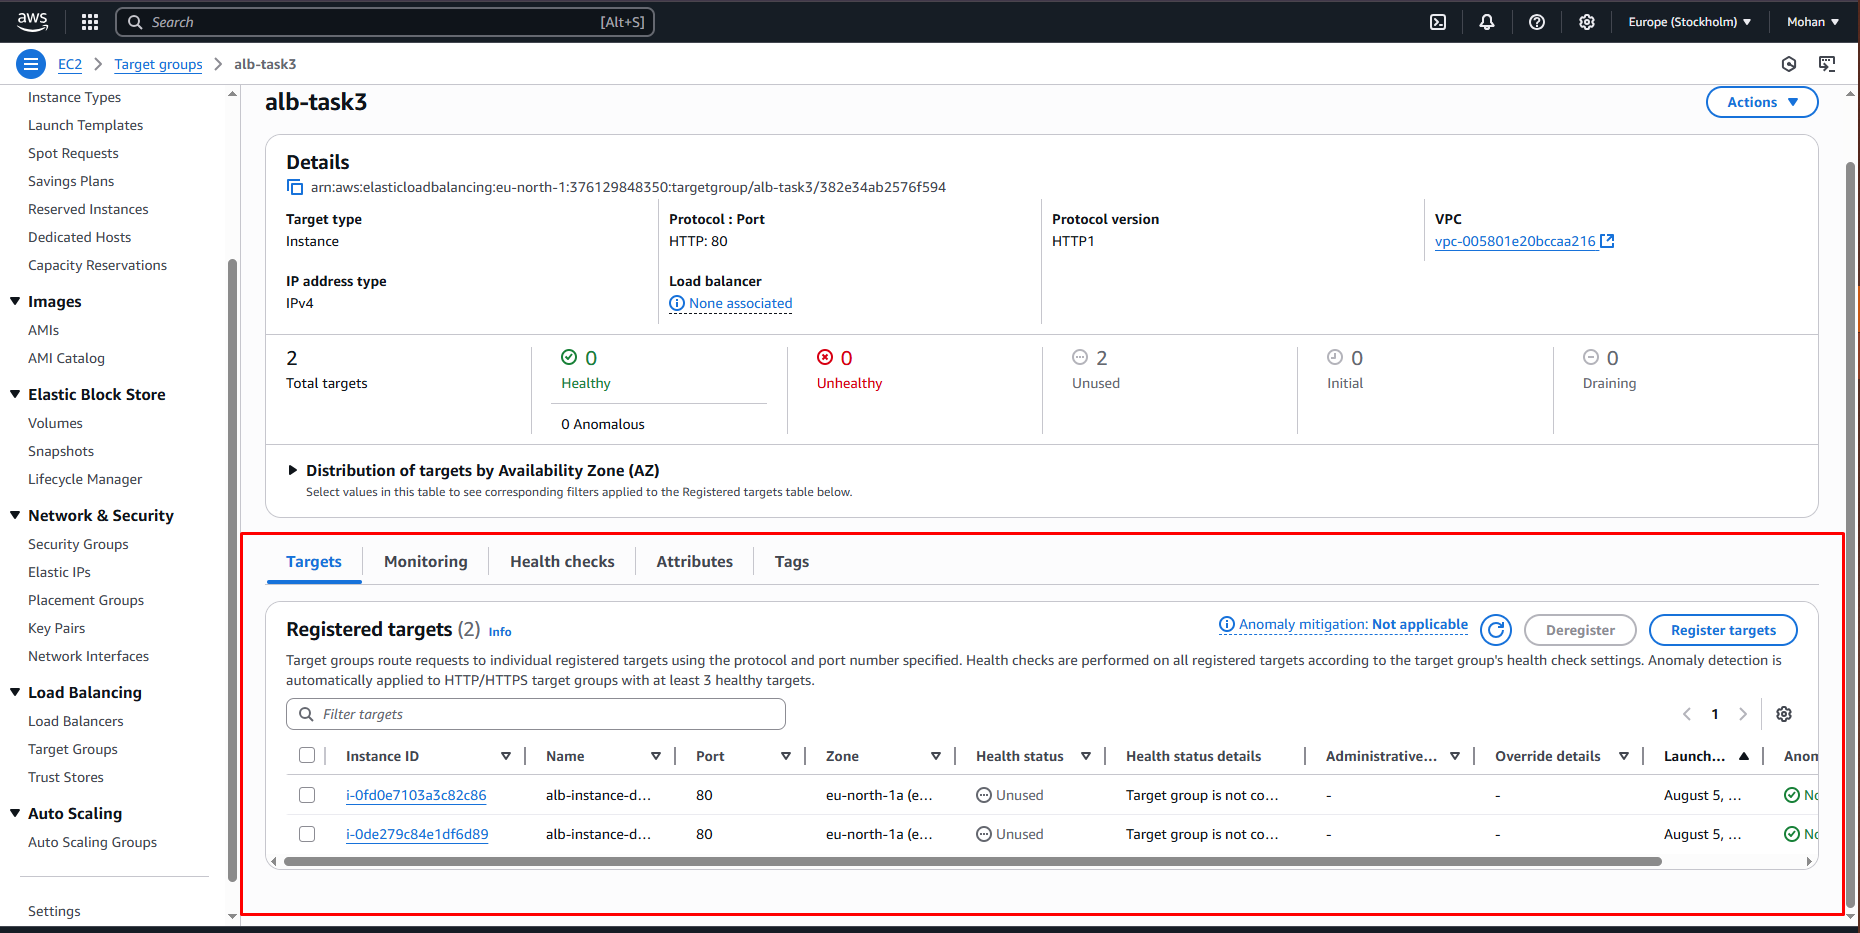 aws
Search [Alt+S]
Europe (Stockholm)
Mohan
EC2
Target groups
alb-task3
Instance Types
Launch Templates
Spot Requests
Savings Plans
Reserved Instances
Dedicated Hosts
Capacity Reservations
Images
AMIs
AMI Catalog
Elastic Block Store
Volumes
Snapshots
Lifecycle Manager
Network & Security
Security Groups
Elastic IPs
Placement Groups
Key Pairs
Network Interfaces
Load Balancing
Load Balancers
Target Groups
Trust Stores
Auto Scaling
Auto Scaling Groups
Settings
alb-task3
Actions
Details
arn:aws:elasticloadbalancing:eu-north-1:376129848350:targetgroup/alb-task3/382e34ab2576f594
Target type
Instance
Protocol : Port
HTTP: 80
Protocol version
HTTP1
VPC
vpc-005801e20bccaa216
IP address type
IPv4
Load balancer
None associated
2
Total targets
0
Healthy
0 Anomalous
0
Unhealthy
2
Unused
0
Initial
0
Draining
Distribution of targets by Availability Zone (AZ)
Select values in this table to see corresponding filters applied to the Registered targets table below.
Targets
Monitoring
Health checks
Attributes
Tags
Registered targets (2) Info
Anomaly mitigation: Not applicable
Deregister
Register targets
Target groups route requests to individual registered targets using the protocol and port number specified. Health checks are performed on all registered targets according to the target group's health check settings. Anomaly detection is
automatically applied to HTTP/HTTPS target groups with at least 3 healthy targets.
Filter targets
1
Instance ID Name Port Zone Health status Health status details Administrative... Override details Launch... Anon
i-0fd0e7103a3c82c86 alb-instance-d... 80 eu-north-1a (e... Unused Target group is not co... - - August 5, ... No
i-0de279c84e1df6d89 alb-instance-d... 80 eu-north-1a (e... Unused Target group is not co... - - August 5, ... No